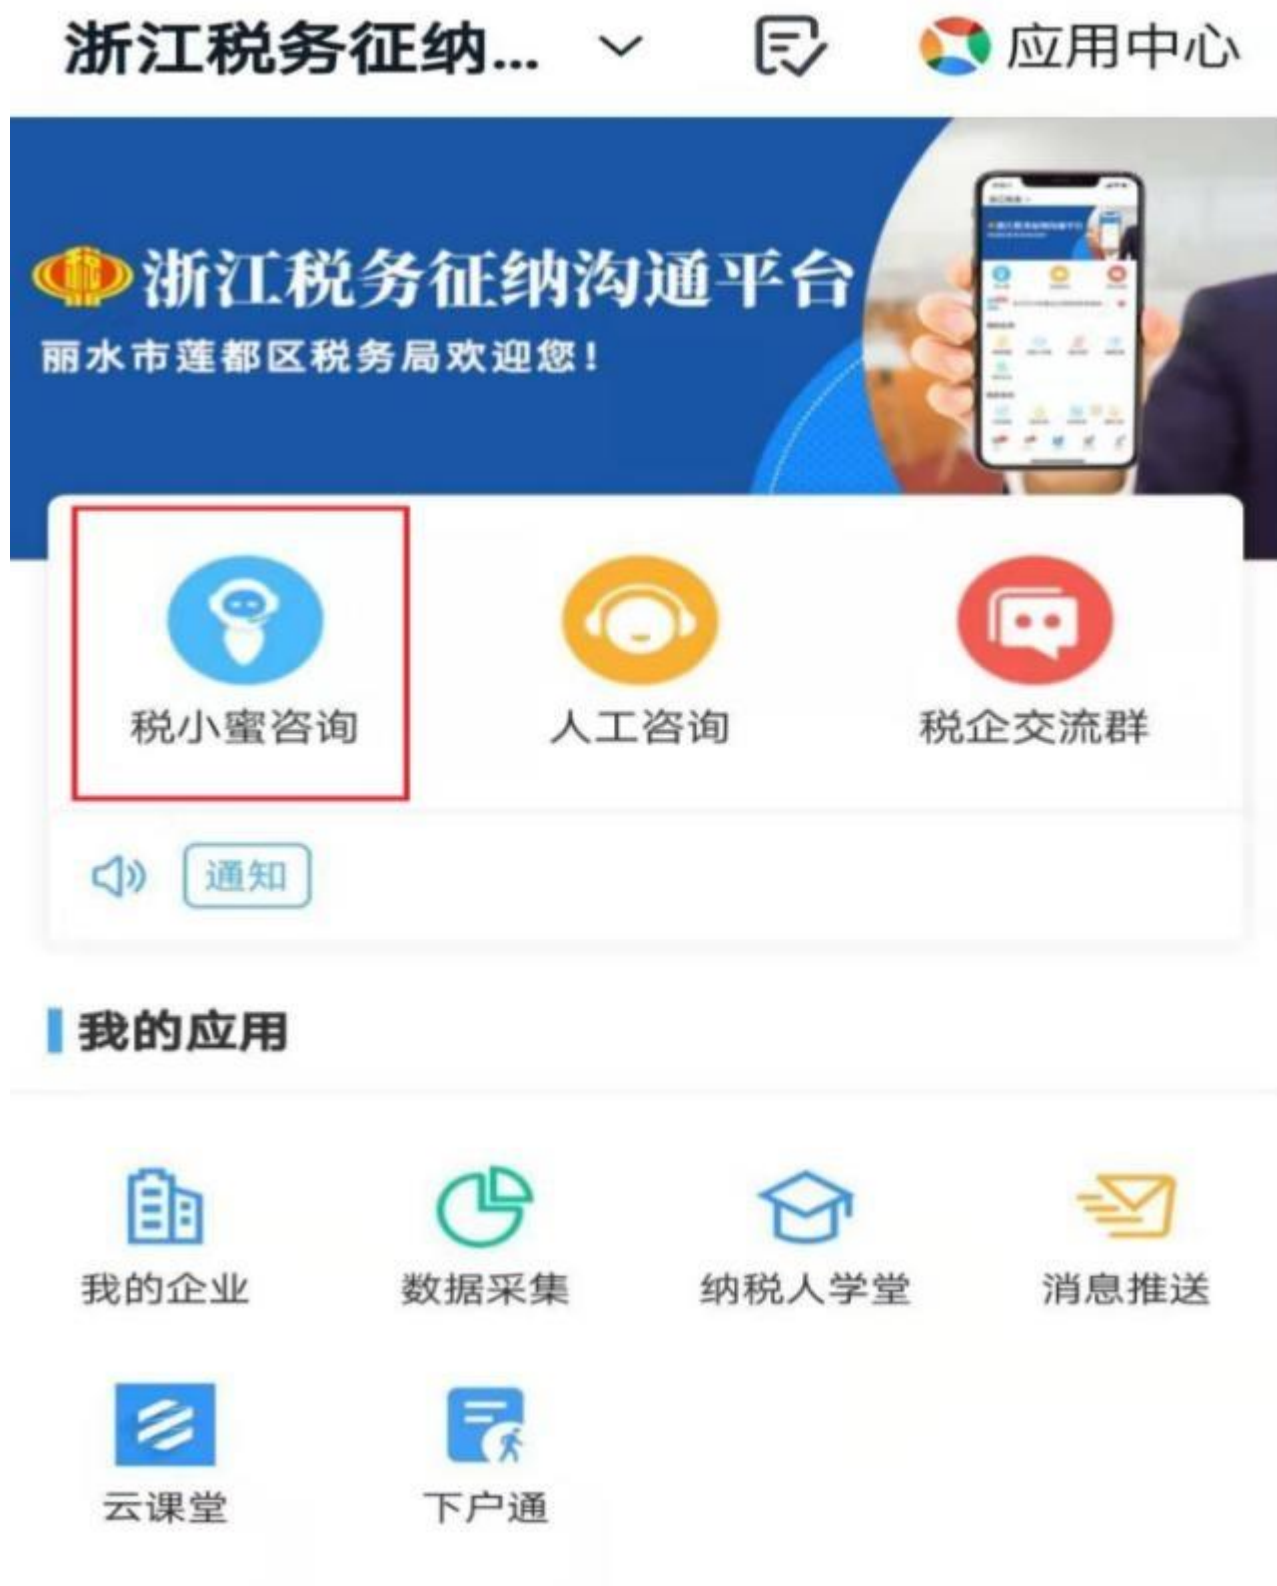 浙江税务征纳... 应用中心
浙江税务征纳沟通平台
丽水市莲都区税务局欢迎您！
税小蜜咨询 人工咨询 税企交流群
通知
我的应用
我的企业 数据采集 纳税人学堂 消息推送
云课堂 下户通